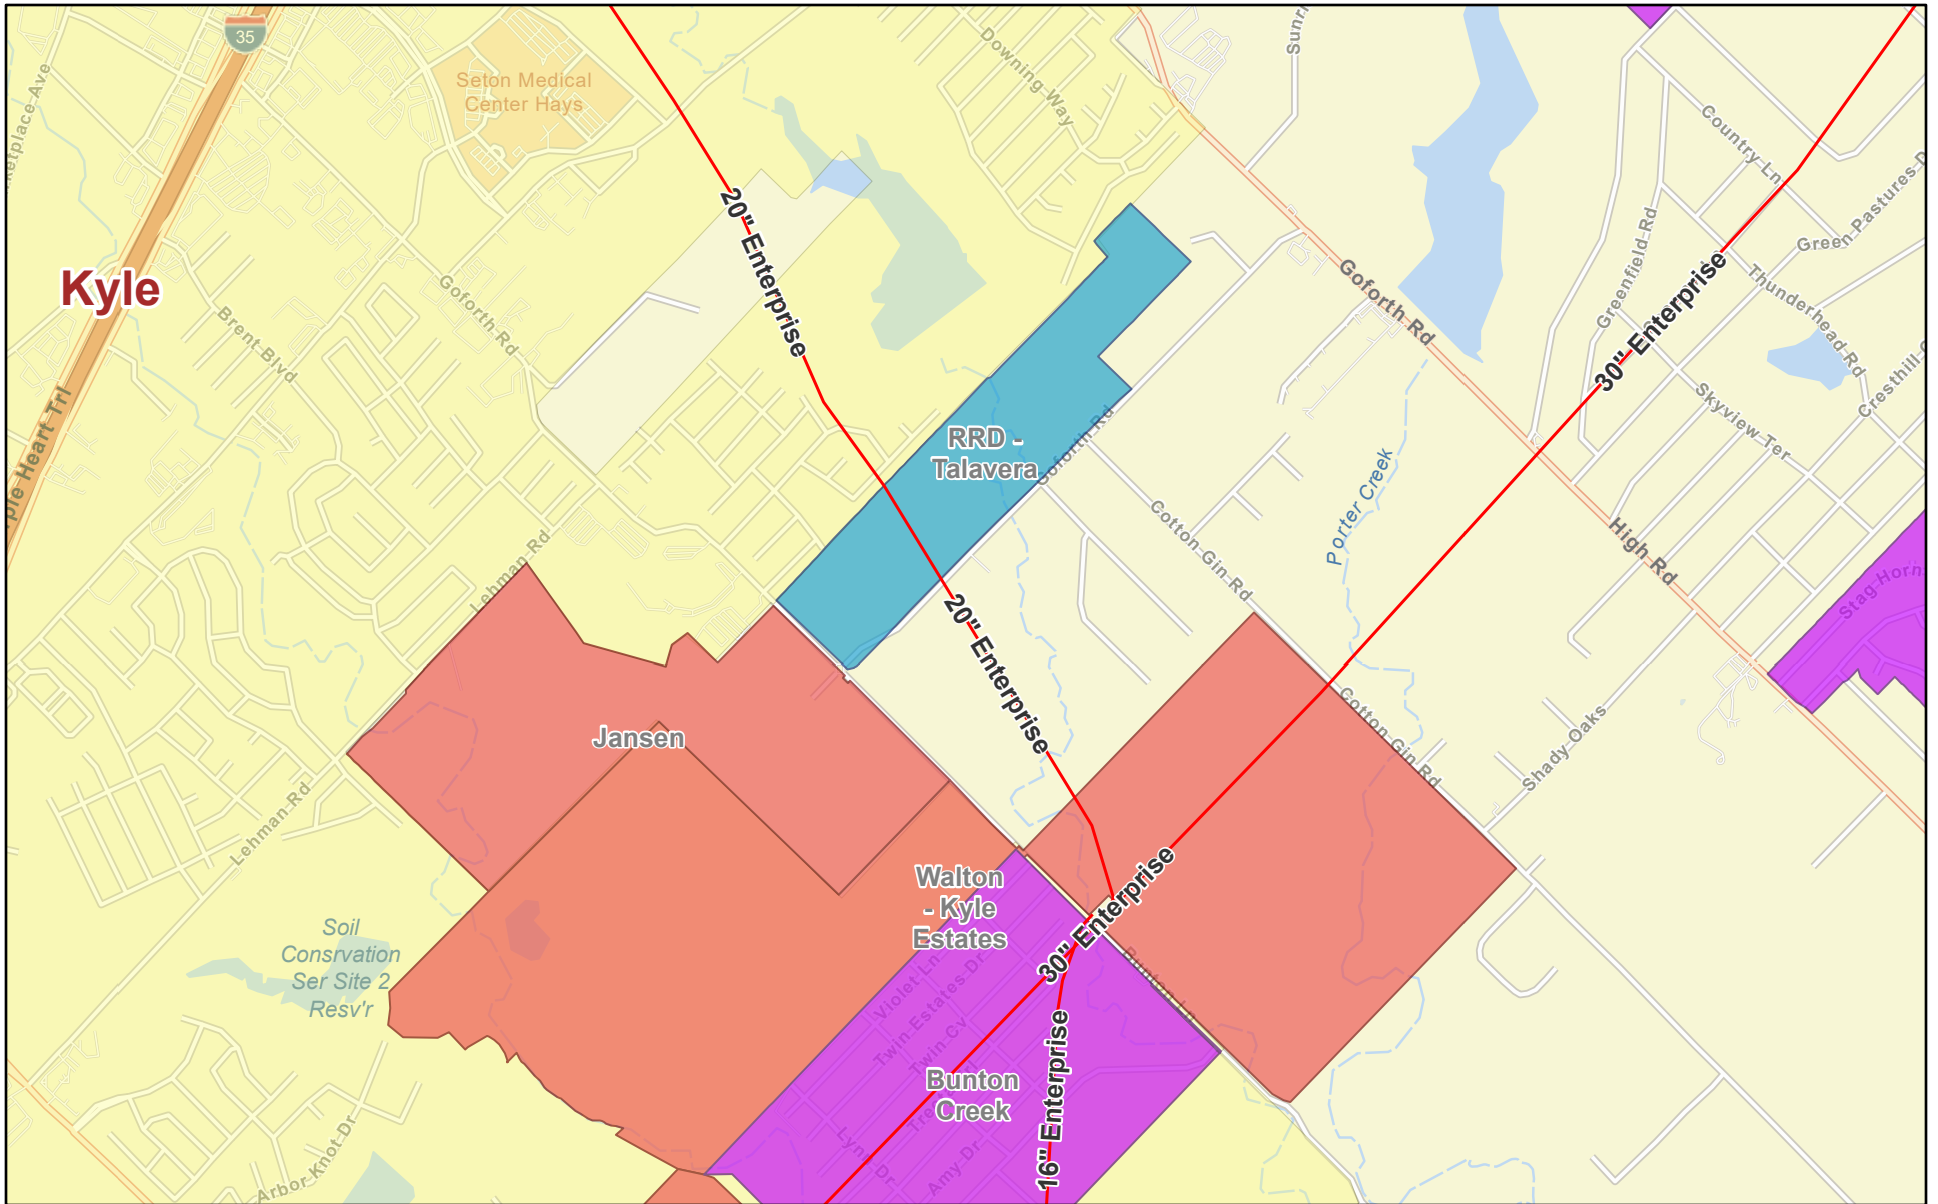 35
Seton Medical
Center Hays
Downing Way
Country Ln
Green Pastures D
Greenfield Rd
Kyle
Brent Blvd
Goforth Rd
20" Enterprise
Goforth Rd
30" Enterprise
Thunderhead Rd
Cresthill
Skyview Ter
RRD -
Talavera
Goforth Rd
Porter Creek
Cotton Gin Rd
High Rd
Lehman Rd
Stag Horn
20" Enterprise
Jansen
Cotton Gin Rd
Shady Oaks
Lehman Rd
Walton
- Kyle
Estates
30" Enterprise
Soil
Consrvation
Ser Site 2
Resv'r
Bunton Ln
Violet Ln
Twin Estates Dr
Twin Cv
Bunton
Creek
16" Enterprise
Lynn Dr
Amy Dr
Arbor Knot Dr